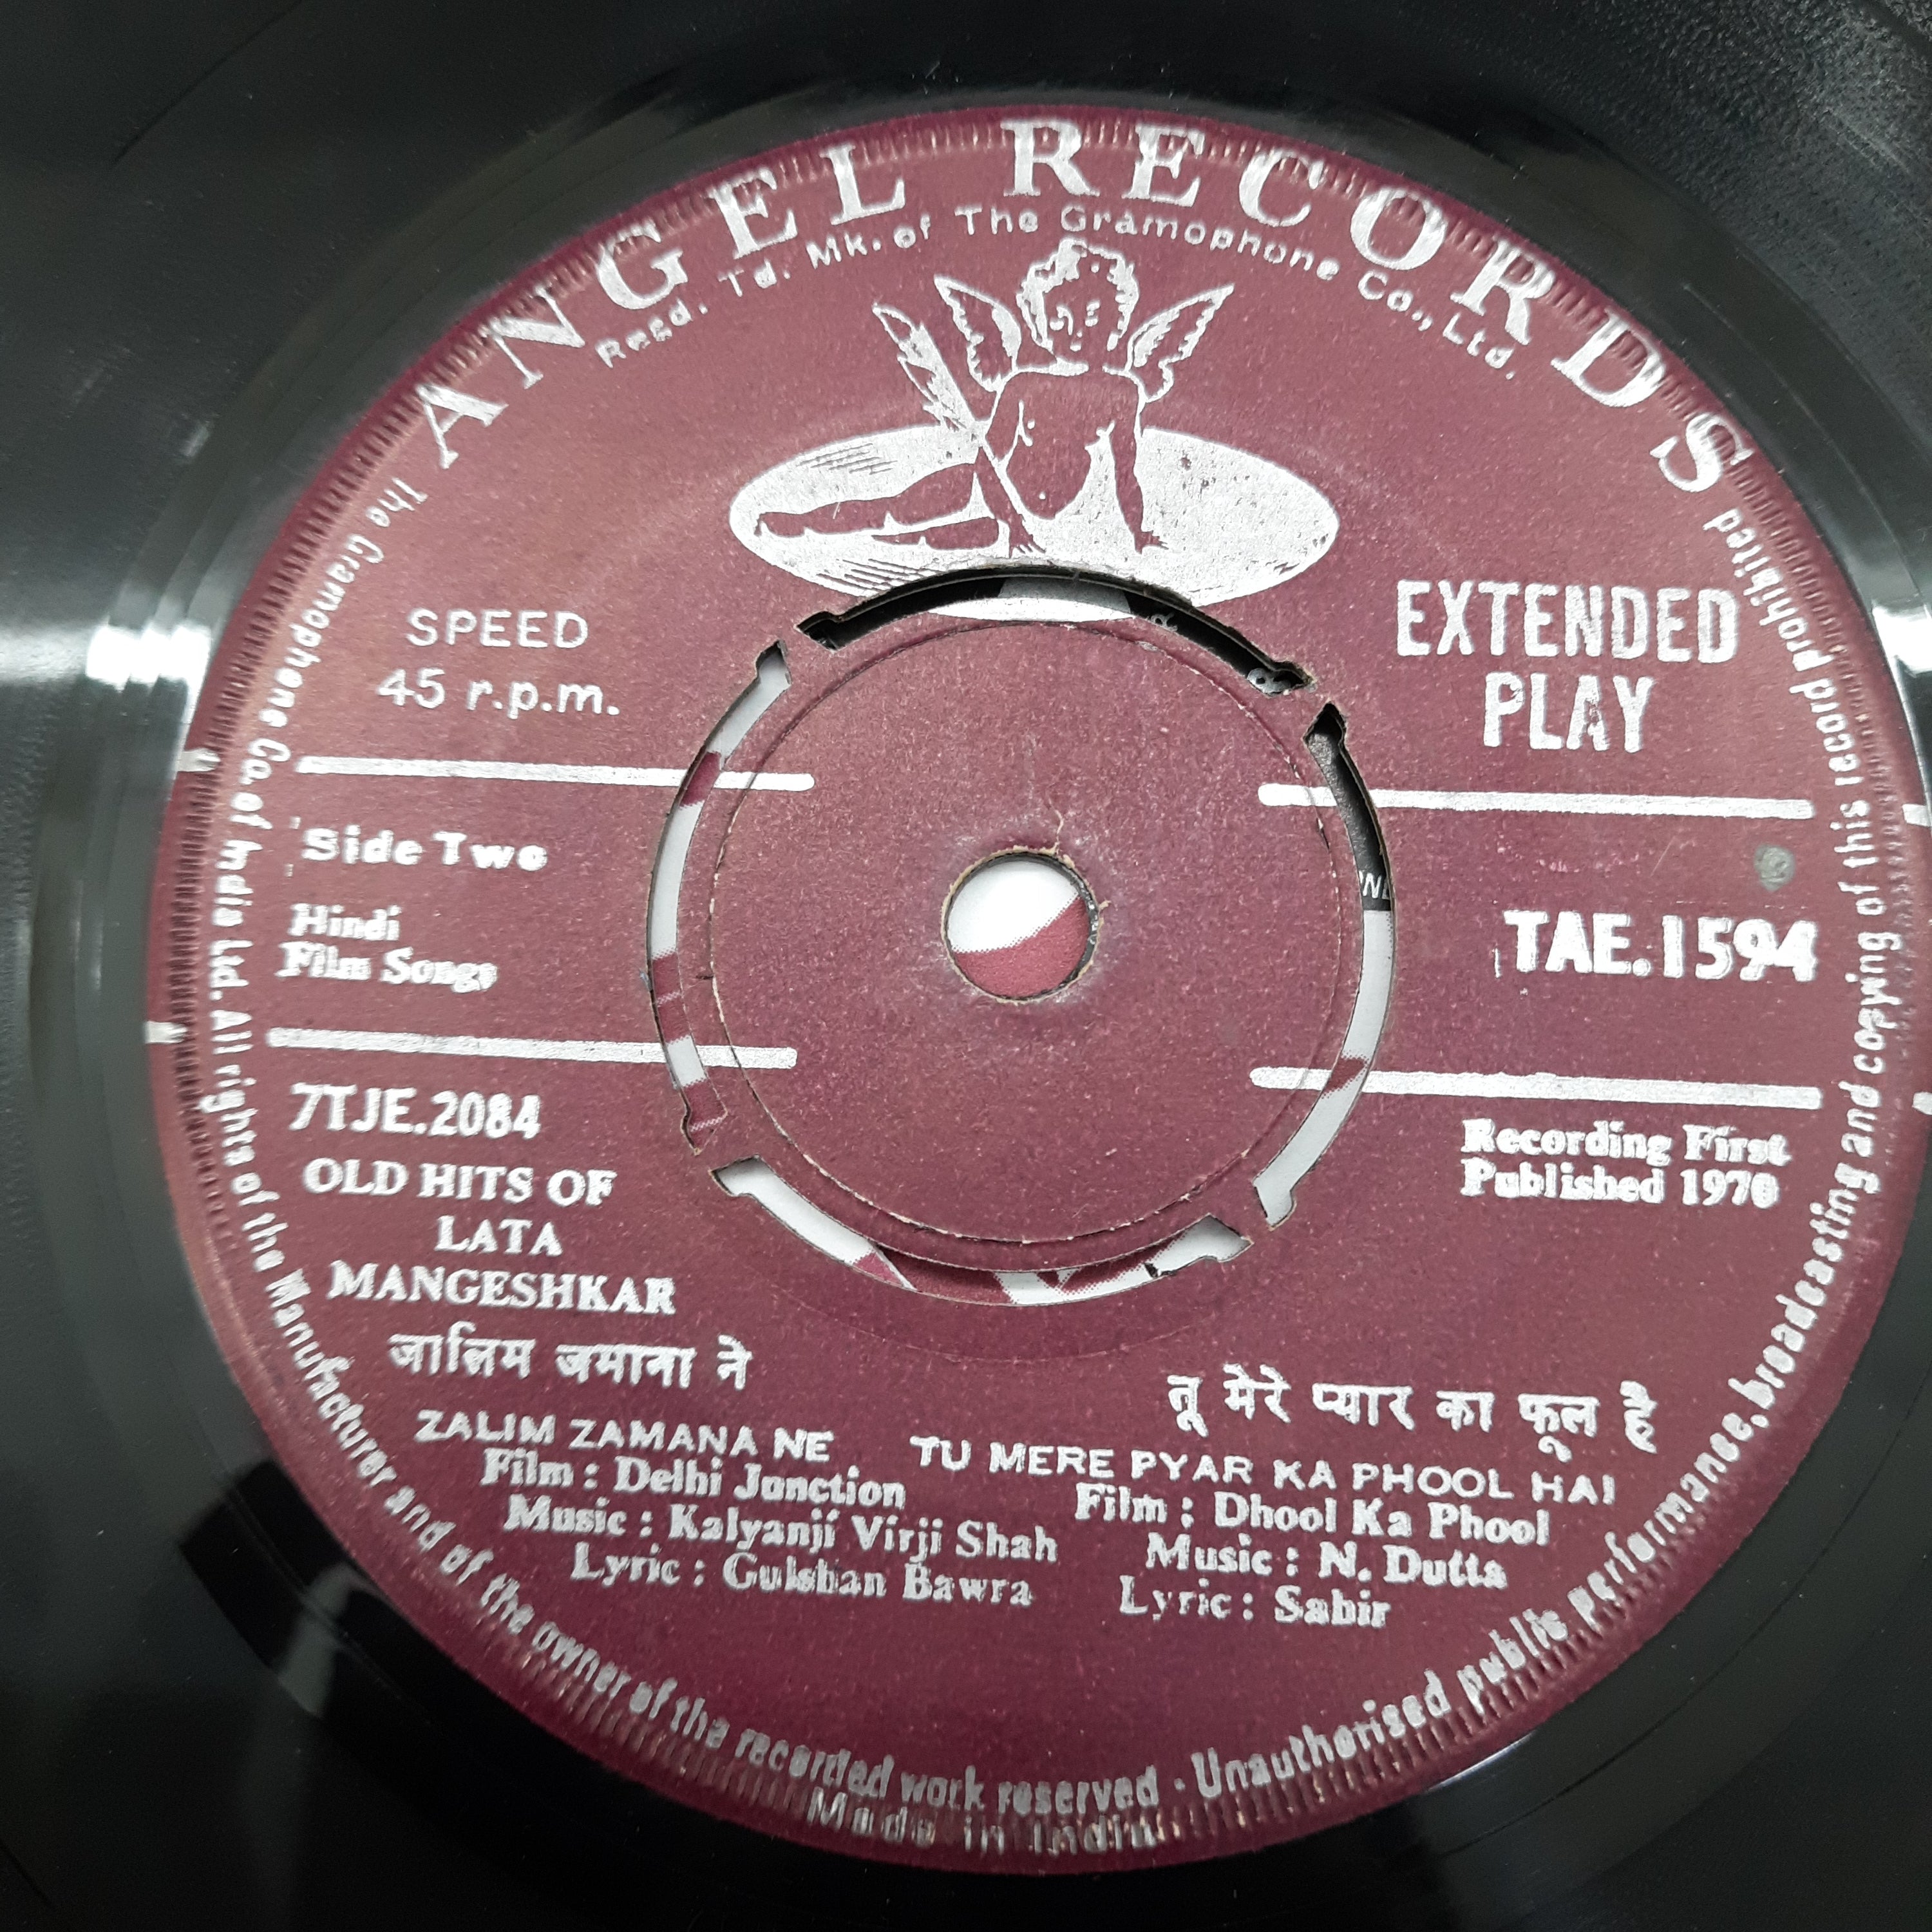 ANGEL RECORDS
Regd. Td. Mk. of The Gramophone Co., Ltd.
SPEED
45 r.p.m.
EXTENDED
PLAY
Side Two
Hindi
Film Songs
TAE.1594
7TJE.2084
Recording First
Published 1970
OLD HITS OF
LATA
MANGESHKAR
जालिम जमाना ने
ZALIM ZAMANA NE
Film : Delhi Junction
Music : Kalyanji Virji Shah
Lyric : Gulshan Bawra
तू मेरे प्यार का फूल है
TU MERE PYAR KA PHOOL HAI
Film : Dhool Ka Phool
Music : N. Dutta
Lyric : Sahir
The Gramophone Co. of India Ltd. All rights of the Manufacturer and of the owner of the recorded work reserved · Unauthorised public performance, broadcasting and copying of this record prohibited
Made in India